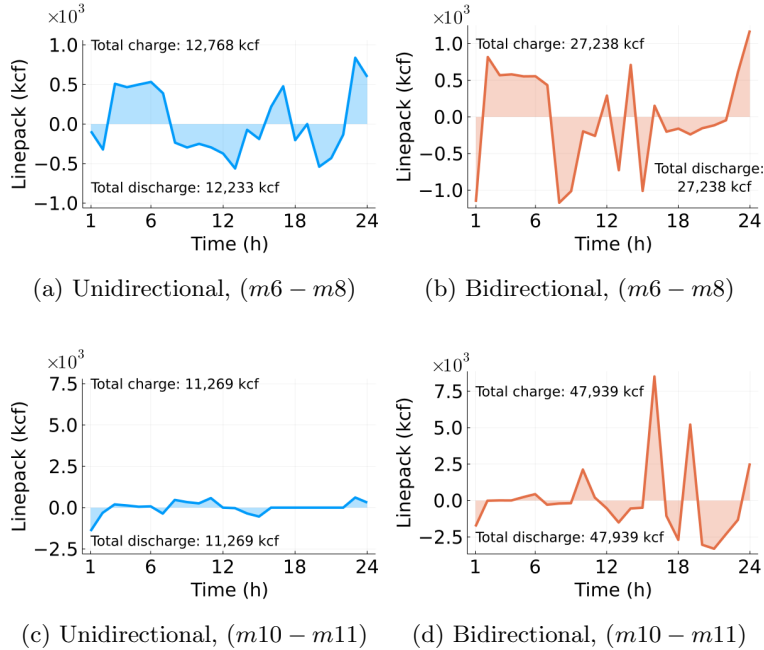 ×10³
1.0
0.5
0.0
−0.5
−1.0
Linepack (kcf)
Total charge: 12,768 kcf
Total discharge: 12,233 kcf
1 6 12 18 24
Time (h)
(a) Unidirectional, (m6 − m8)
×10³
1.0
0.5
0.0
−0.5
−1.0
Linepack (kcf)
Total charge: 27,238 kcf
Total discharge:
27,238 kcf
1 6 12 18 24
Time (h)
(b) Bidirectional, (m6 − m8)
×10³
7.5
5.0
2.5
0.0
−2.5
Linepack (kcf)
Total charge: 11,269 kcf
Total discharge: 11,269 kcf
1 6 12 18 24
Time (h)
(c) Unidirectional, (m10 − m11)
×10³
7.5
5.0
2.5
0.0
−2.5
Linepack (kcf)
Total charge: 47,939 kcf
Total discharge: 47,939 kcf
1 6 12 18 24
Time (h)
(d) Bidirectional, (m10 − m11)